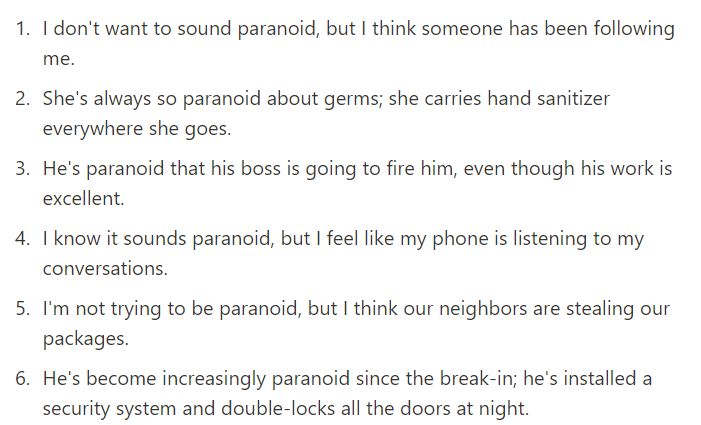 1. I don't want to sound paranoid, but I think someone has been following
me.
2. She's always so paranoid about germs; she carries hand sanitizer
everywhere she goes.
3. He's paranoid that his boss is going to fire him, even though his work is
excellent.
4. I know it sounds paranoid, but I feel like my phone is listening to my
conversations.
5. I'm not trying to be paranoid, but I think our neighbors are stealing our
packages.
6. He's become increasingly paranoid since the break-in; he's installed a
security system and double-locks all the doors at night.